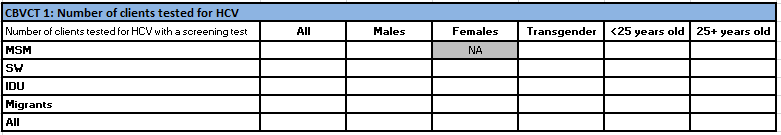 CBVCT 1: Number of clients tested for HCV
Number of clients tested for HCV with a screening test All Males Females Transgender <25 years old 25+ years old
MSM NA
SW
IDU
Migrants
All